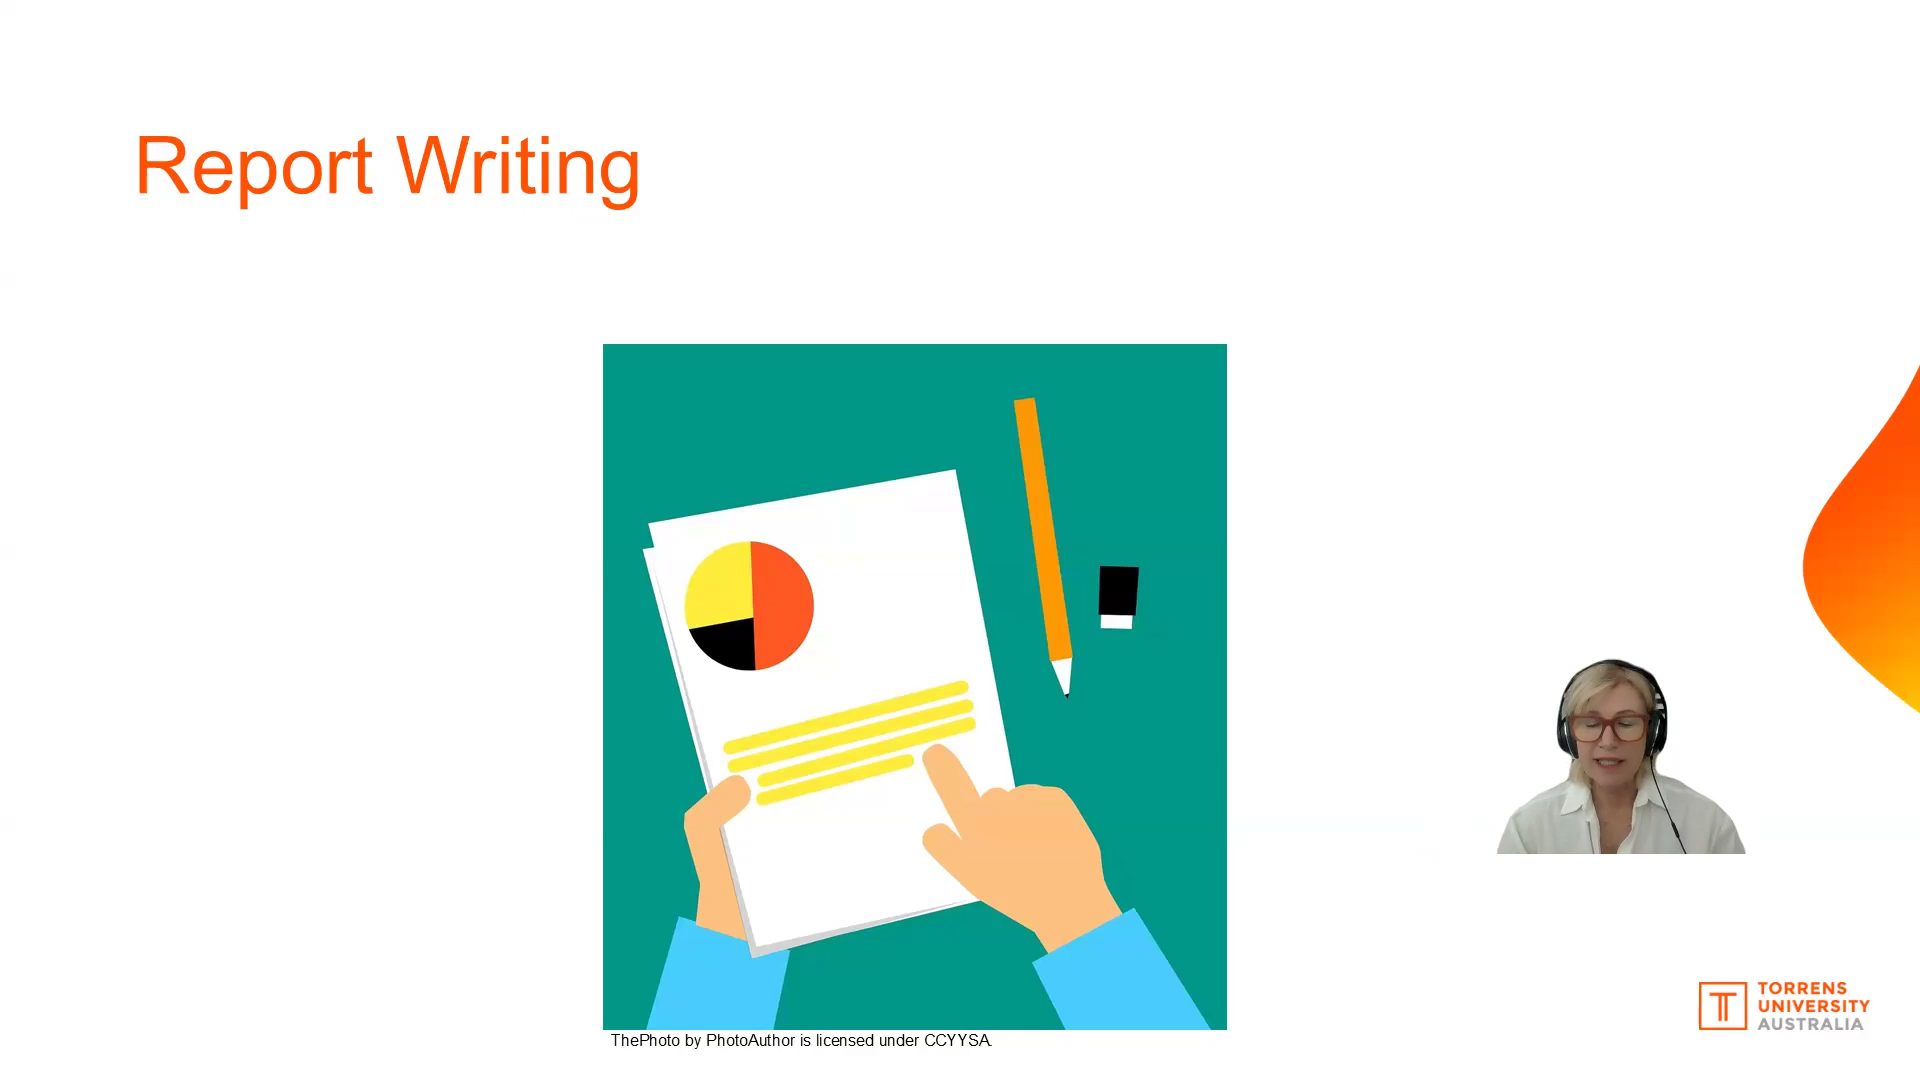 Report Writing
ThePhoto by PhotoAuthor is licensed under CCYYSA.
TORRENS
UNIVERSITY
AUSTRALIA